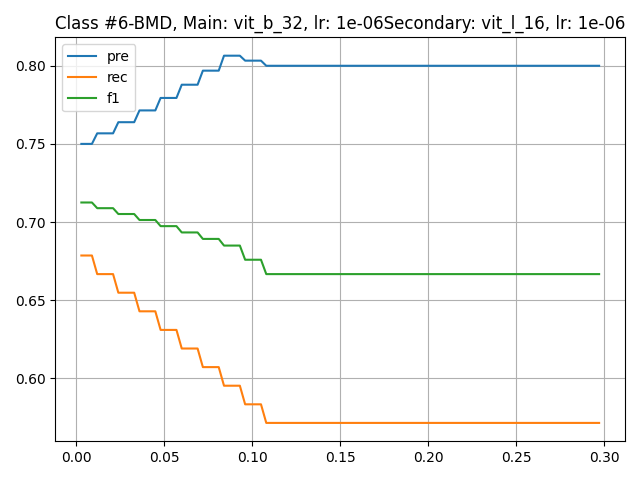 Class #6-BMD, Main: vit_b_32, lr: 1e-06Secondary: vit_l_16, lr: 1e-06
pre
rec
f1
0.80
0.75
0.70
0.65
0.60
0.00 0.05 0.10 0.15 0.20 0.25 0.30